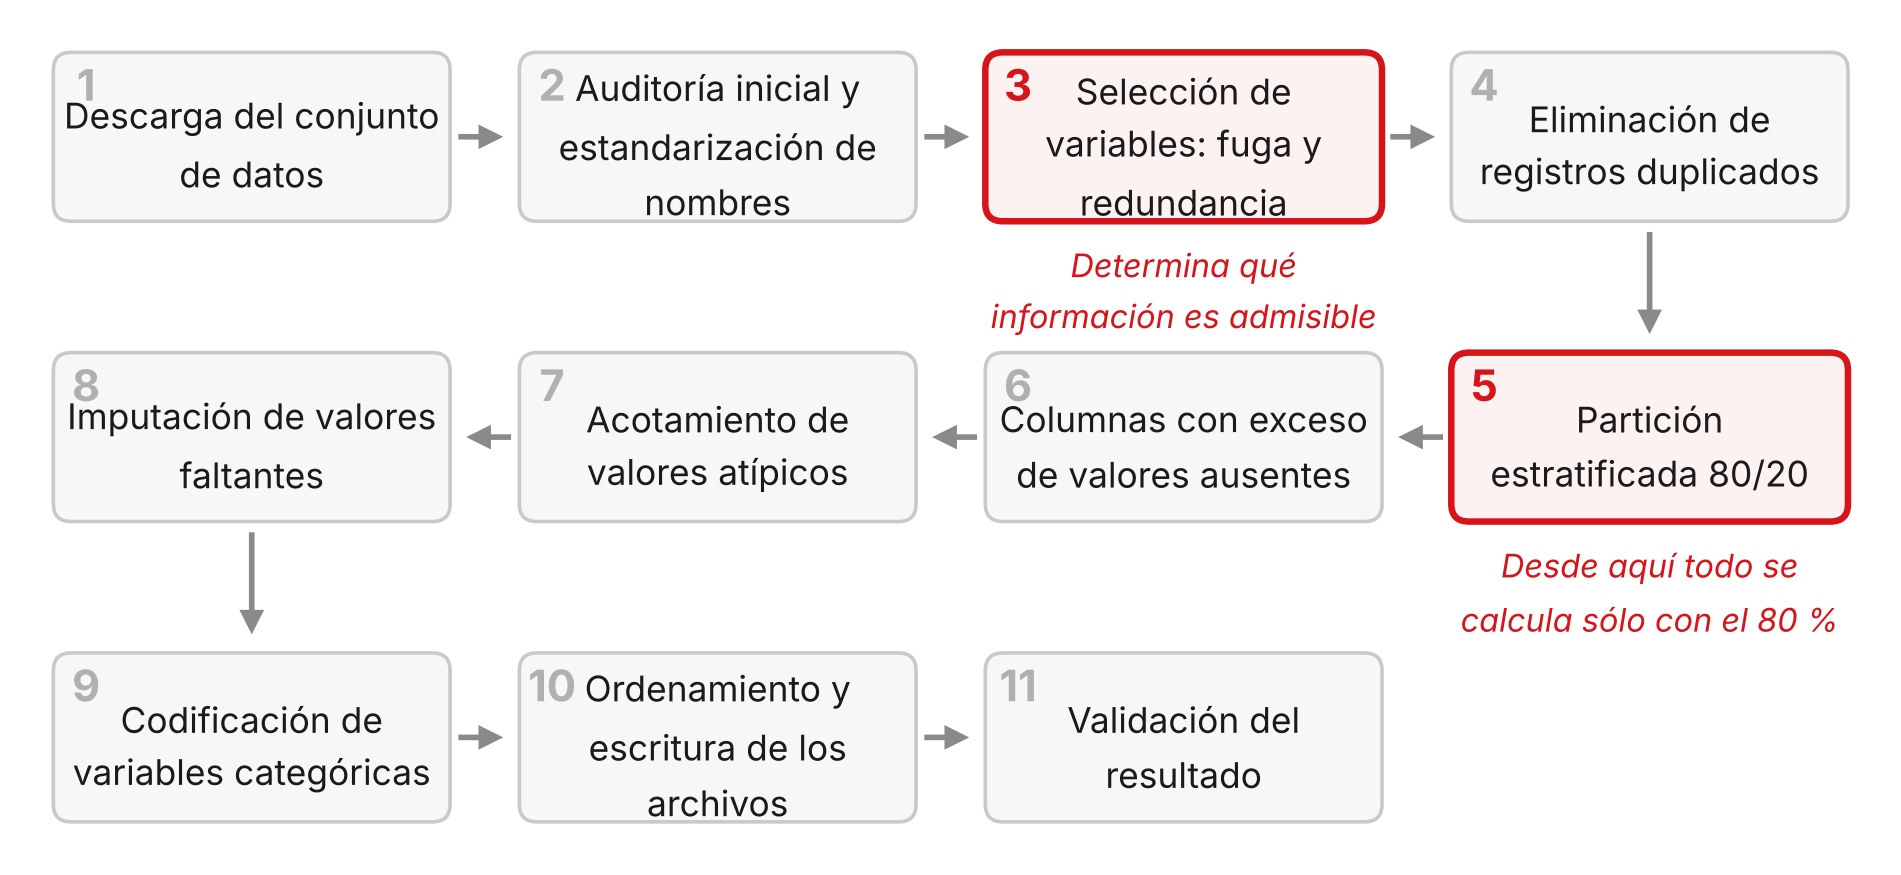 1
Descarga del conjunto
de datos
2
Auditoría inicial y
estandarización de
nombres
3
Selección de
variables: fuga y
redundancia
Determina qué
información es admisible
4
Eliminación de
registros duplicados
5
Partición
estratificada 80/20
Desde aquí todo se
calcula sólo con el 80 %
6
Columnas con exceso
de valores ausentes
7
Acotamiento de
valores atípicos
8
Imputación de valores
faltantes
9
Codificación de
variables categóricas
10
Ordenamiento y
escritura de los
archivos
11
Validación del
resultado